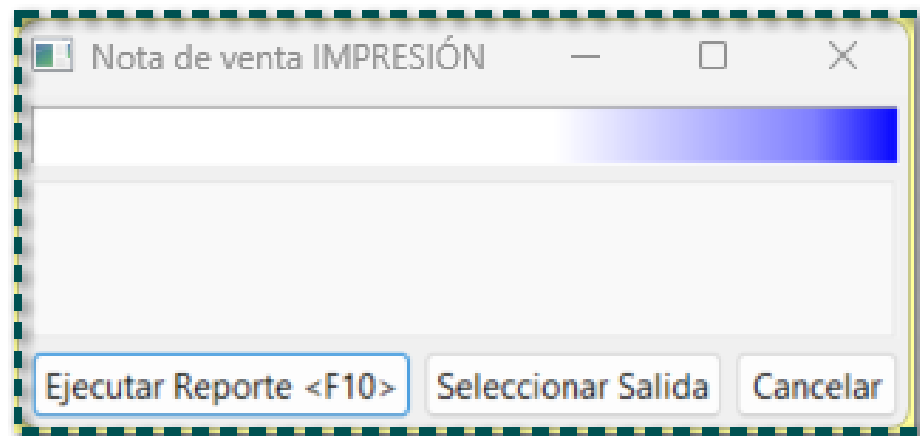 Nota de venta IMPRESIÓN
Ejecutar Reporte <F10> Seleccionar Salida Cancelar